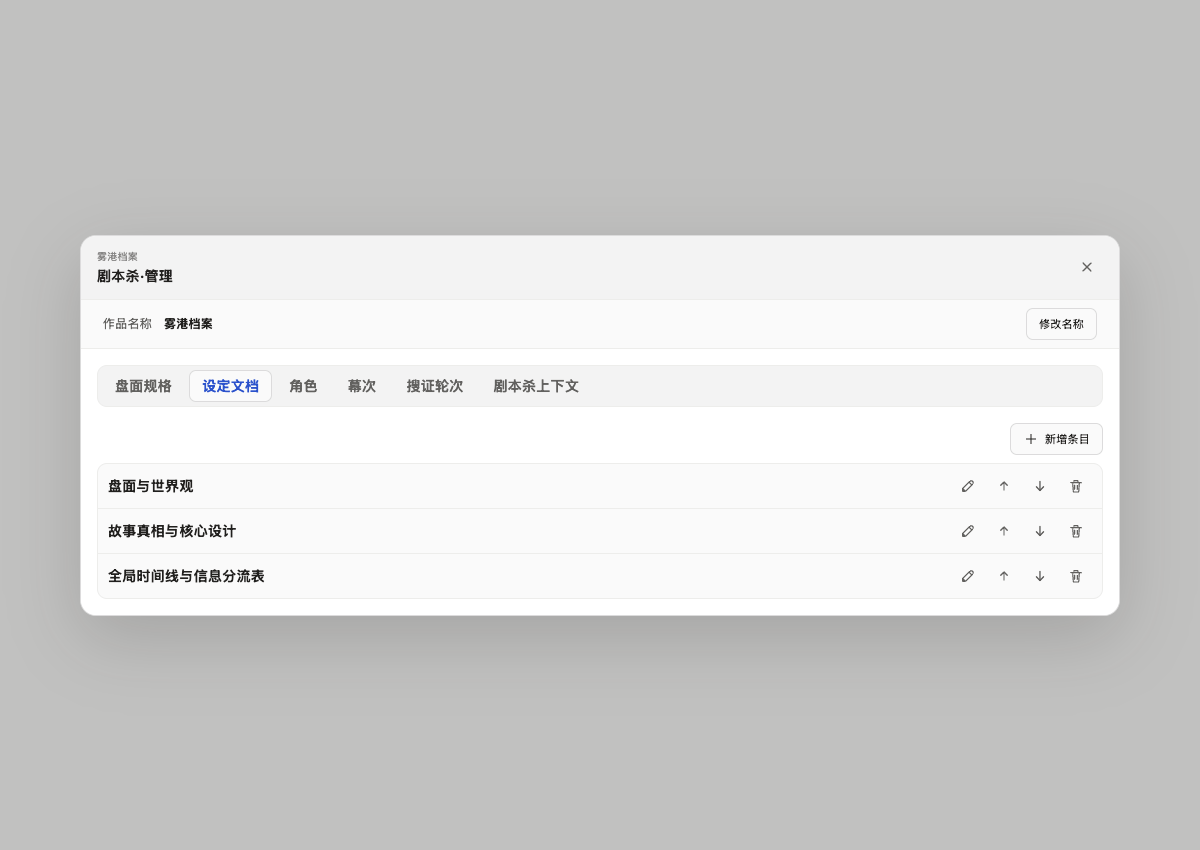 雾港档案
剧本杀·管理
作品名称 雾港档案 修改名称
盘面规格 设定文档 角色 幕次 搜证轮次 剧本杀上下文
新增条目
盘面与世界观
故事真相与核心设计
全局时间线与信息分流表